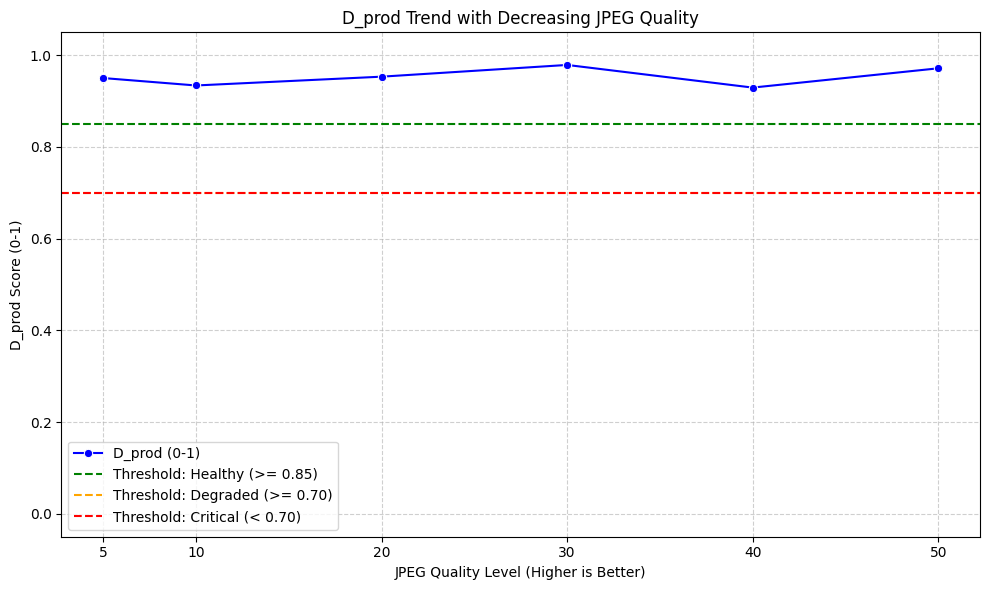 D_prod Trend with Decreasing JPEG Quality
D_prod Score (0-1)
1.0
0.8
0.6
0.4
0.2
0.0
D_prod (0-1)
Threshold: Healthy (>= 0.85)
Threshold: Degraded (>= 0.70)
Threshold: Critical (< 0.70)
5 10 20 30 40 50
JPEG Quality Level (Higher is Better)